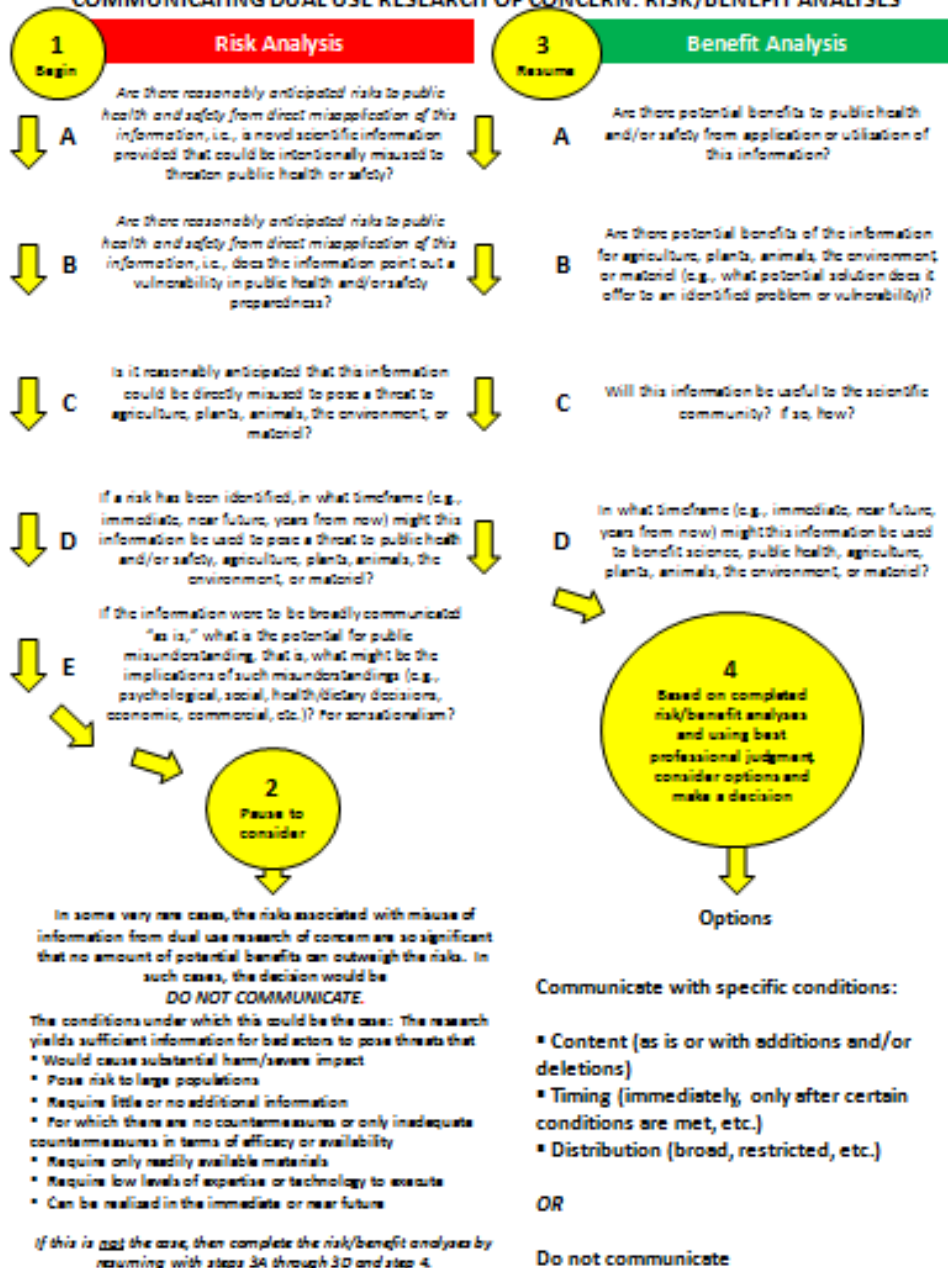 COMMUNICATING DUAL USE RESEARCH OF CONCERN: RISK/BENEFIT ANALYSES
1
Begin
Risk Analysis
A
Are there reasonably anticipated risks to public
health and safety from direct misapplication of this
information, i.e., is novel scientific information
provided that could be intentionally misused to
threaten public health or safety?
B
Are there reasonably anticipated risks to public
health and safety from direct misapplication of this
information, i.e., does the information point out a
vulnerability in public health and/or safety
preparedness?
C
Is it reasonably anticipated that this information
could be directly misused to pose a threat to
agriculture, plants, animals, the environment, or
materiel?
D
If a risk has been identified, in what timeframe (e.g.,
immediate, near future, years from now) might this
information be used to pose a threat to public health
and/or safety, agriculture, plants, animals, the
environment, or materiel?
E
If the information were to be broadly communicated
"as is," what is the potential for public
misunderstanding, that is, what might be the
implications of such misunderstandings (e.g.,
psychological, social, health/dietary decisions,
economic, commercial, etc.)? For sensationalism?
2
Pause to
consider
In some very rare cases, the risks associated with misuse of
information from dual use research of concern are so significant
that no amount of potential benefits can outweigh the risks. In
such cases, the decision would be
DO NOT COMMUNICATE.
The conditions under which this could be the case: The research
yields sufficient information for bad actors to pose threats that
▪ Would cause substantial harm/severe impact
▪ Pose risk to large populations
▪ Require little or no additional information
▪ For which there are no countermeasures or only inadequate
countermeasures in terms of efficacy or availability
▪ Require only readily available materials
▪ Require low levels of expertise or technology to execute
▪ Can be realized in the immediate or near future
If this is not the case, then complete the risk/benefit analyses by
resuming with steps 3A through 3D and step 4.
3
Resume
Benefit Analysis
A
Are there potential benefits to public health
and/or safety from application or utilization of
this information?
B
Are there potential benefits of the information
for agriculture, plants, animals, the environment,
or materiel (e.g., what potential solution does it
offer to an identified problem or vulnerability)?
C
Will this information be useful to the scientific
community? If so, how?
D
In what timeframe (e.g., immediate, near future,
years from now) might this information be used
to benefit science, public health, agriculture,
plants, animals, the environment, or materiel?
4
Based on completed
risk/benefit analyses
and using best
professional judgment,
consider options and
make a decision
Options
Communicate with specific conditions:
▪ Content (as is or with additions and/or
deletions)
▪ Timing (immediately, only after certain
conditions are met, etc.)
▪ Distribution (broad, restricted, etc.)
OR
Do not communicate